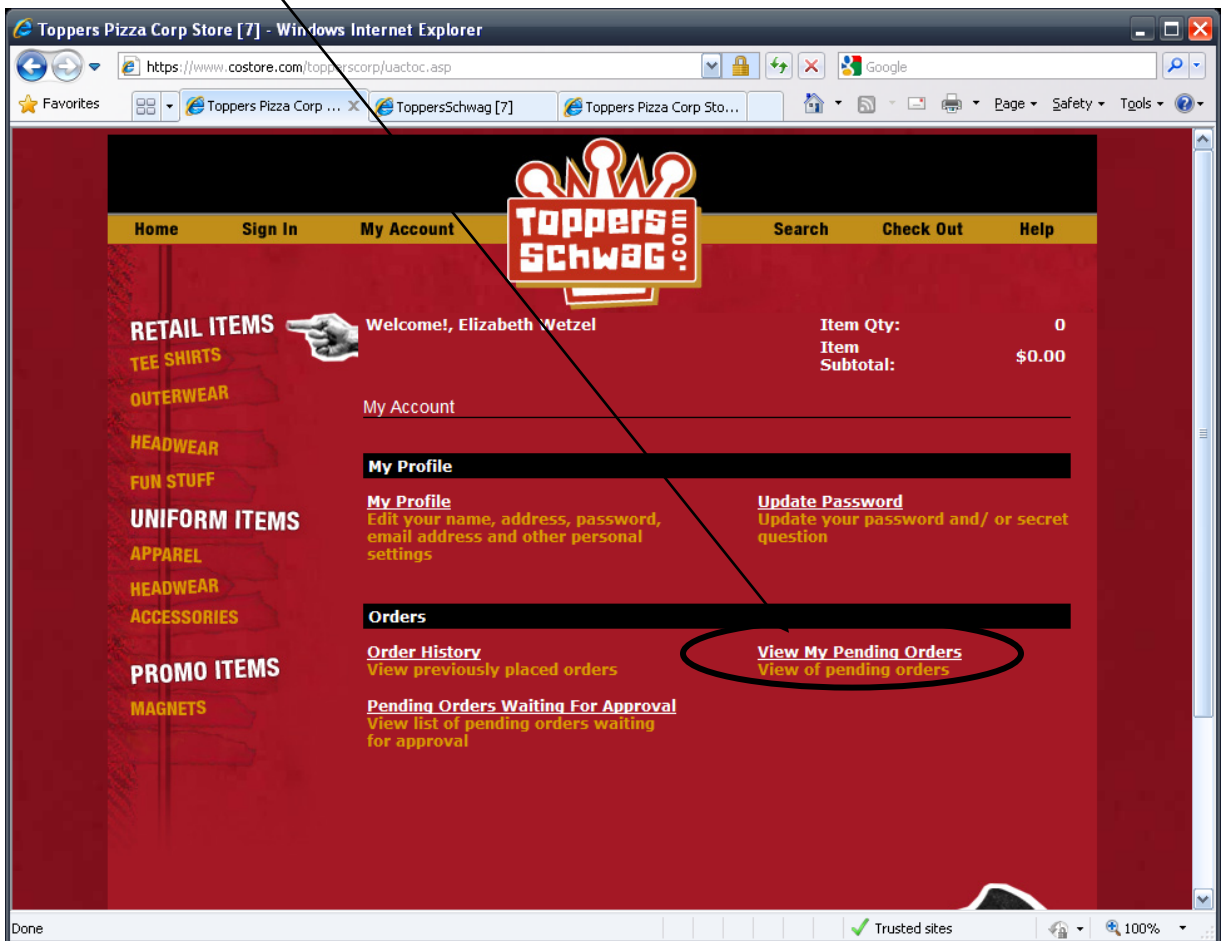 Toppers Pizza Corp Store [7] - Windows Internet Explorer
https://www.costore.com/topperscorp/uactoc.asp
Google
Favorites
Toppers Pizza Corp ...
ToppersSchwag [7]
Toppers Pizza Corp Sto...
Page
Safety
Tools
Toppers
Schwag
.com
Home
Sign In
My Account
Search
Check Out
Help
RETAIL ITEMS
TEE SHIRTS
OUTERWEAR
HEADWEAR
FUN STUFF
UNIFORM ITEMS
APPAREL
HEADWEAR
ACCESSORIES
PROMO ITEMS
MAGNETS
Welcome!, Elizabeth Wetzel
Item Qty: 0
Item
Subtotal: $0.00
My Account
My Profile
My Profile
Edit your name, address, password,
email address and other personal
settings
Update Password
Update your password and/ or secret
question
Orders
Order History
View previously placed orders
View My Pending Orders
View of pending orders
Pending Orders Waiting For Approval
View list of pending orders waiting
for approval
Done
Trusted sites
100%